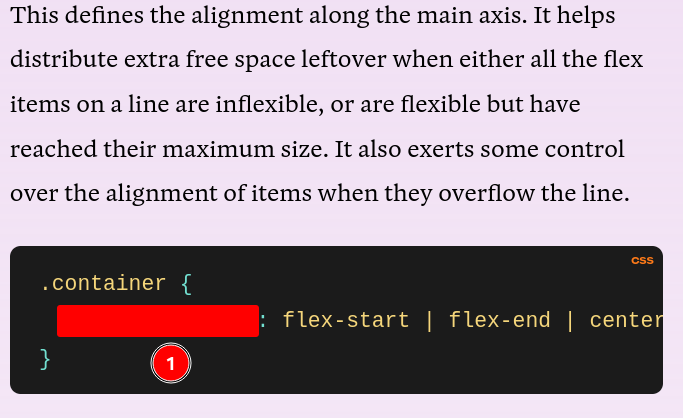 This defines the alignment along the main axis. It helps
distribute extra free space leftover when either all the flex
items on a line are inflexible, or are flexible but have
reached their maximum size. It also exerts some control
over the alignment of items when they overflow the line.
css
.container {
: flex-start | flex-end | center
}
1